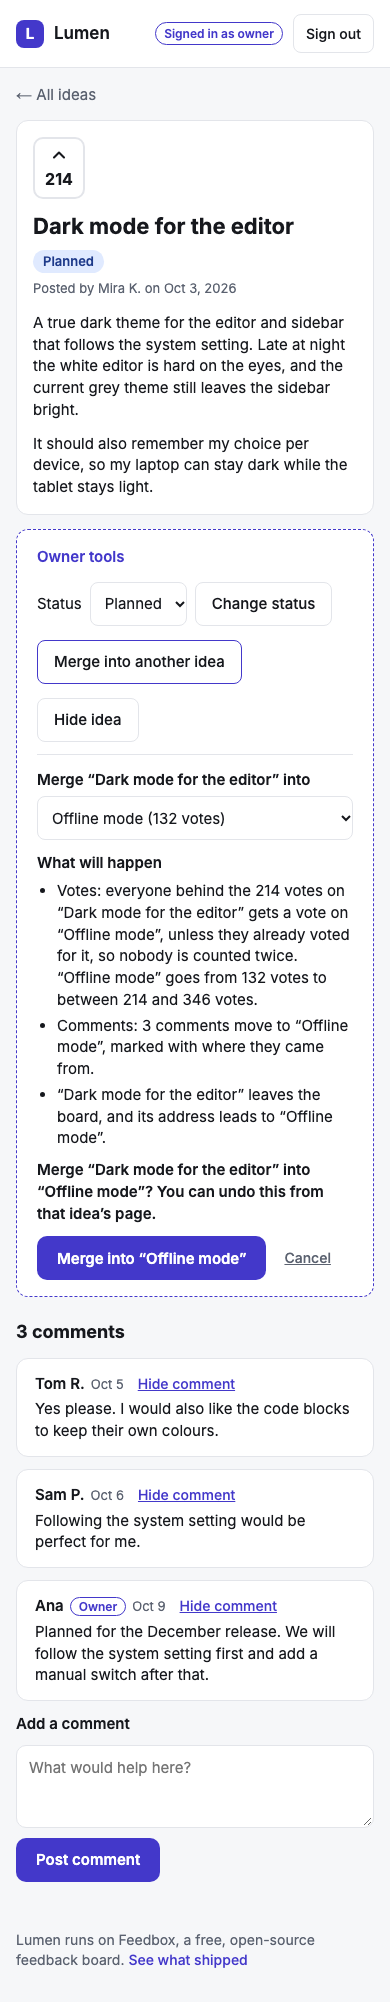 L Lumen Signed in as owner Sign out
← All ideas
214
Dark mode for the editor
Planned
Posted by Mira K. on Oct 3, 2026
A true dark theme for the editor and sidebar
that follows the system setting. Late at night
the white editor is hard on the eyes, and the
current grey theme still leaves the sidebar
bright.
It should also remember my choice per
device, so my laptop can stay dark while the
tablet stays light.
Owner tools
Status Planned Change status
Merge into another idea
Hide idea
Merge “Dark mode for the editor” into
Offline mode (132 votes)
What will happen
• Votes: everyone behind the 214 votes on
“Dark mode for the editor” gets a vote on
“Offline mode”, unless they already voted
for it, so nobody is counted twice.
“Offline mode” goes from 132 votes to
between 214 and 346 votes.
• Comments: 3 comments move to “Offline
mode”, marked with where they came
from.
• “Dark mode for the editor” leaves the
board, and its address leads to “Offline
mode”.
Merge “Dark mode for the editor” into
“Offline mode”? You can undo this from
that idea’s page.
Merge into “Offline mode” Cancel
3 comments
Tom R. Oct 5 Hide comment
Yes please. I would also like the code blocks
to keep their own colours.
Sam P. Oct 6 Hide comment
Following the system setting would be
perfect for me.
Ana Owner Oct 9 Hide comment
Planned for the December release. We will
follow the system setting first and add a
manual switch after that.
Add a comment
What would help here?
Post comment
Lumen runs on Feedbox, a free, open-source
feedback board. See what shipped